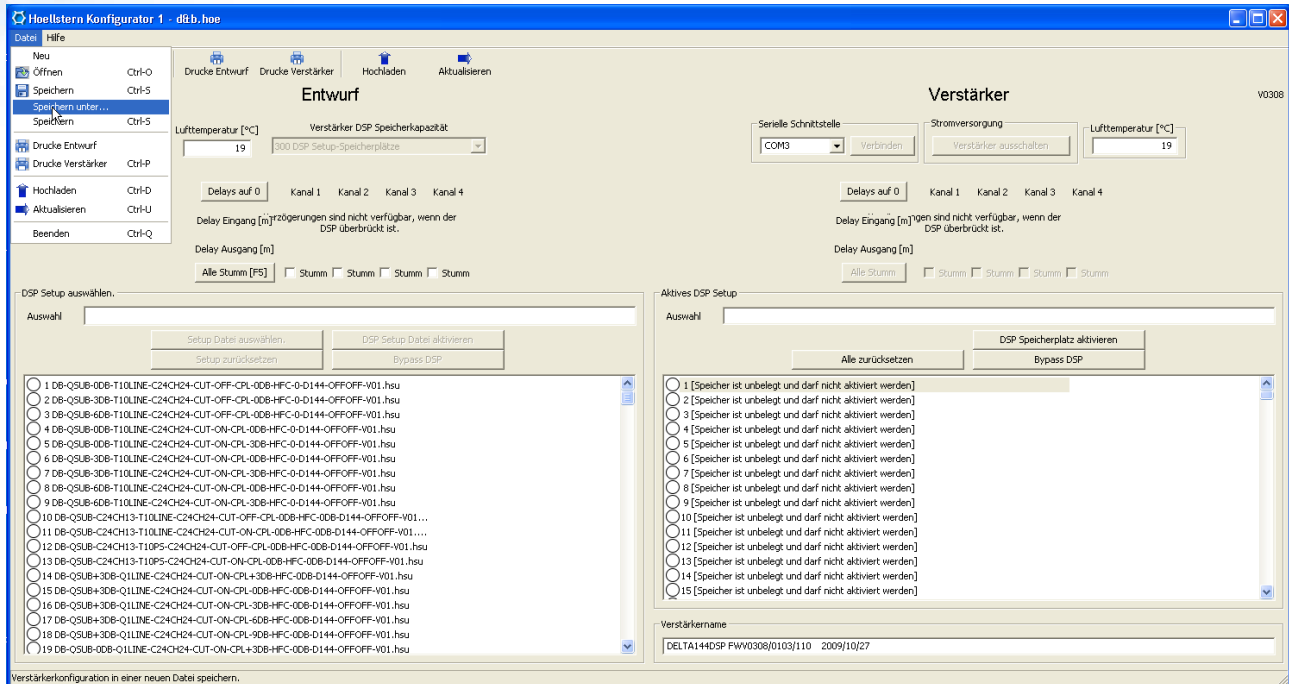 Hoellstern Konfigurator 1 - d&b.hoe
Datei Hilfe
Neu
Öffnen Ctrl-O
Speichern Ctrl-S
Speichern unter...
Speichern Ctrl-S
Drucke Entwurf
Drucke Verstärker Ctrl-P
Hochladen Ctrl-D
Aktualisieren Ctrl-U
Beenden Ctrl-Q
Drucke Entwurf Drucke Verstärker Hochladen Aktualisieren
Entwurf
Lufttemperatur [°C] Verstärker DSP Speicherkapazität
19 300 DSP Setup-Speicherplätze
Delays auf 0 Kanal 1 Kanal 2 Kanal 3 Kanal 4
Delay Eingang [m] erzögerungen sind nicht verfügbar, wenn der
DSP überbrückt ist.
Delay Ausgang [m]
Alle Stumm [F5] Stumm Stumm Stumm Stumm
DSP Setup auswählen.
Auswahl
Setup Datei auswählen. DSP Setup Datei aktivieren
Setup zurücksetzen Bypass DSP
1 DB-QSUB-0DB-T10LINE-C24CH24-CUT-OFF-CPL-0DB-HFC-0-D144-OFFOFF-V01.hsu
2 DB-QSUB-3DB-T10LINE-C24CH24-CUT-OFF-CPL-0DB-HFC-0-D144-OFFOFF-V01.hsu
3 DB-QSUB-6DB-T10LINE-C24CH24-CUT-OFF-CPL-0DB-HFC-0-D144-OFFOFF-V01.hsu
4 DB-QSUB-0DB-T10LINE-C24CH24-CUT-ON-CPL-0DB-HFC-0-D144-OFFOFF-V01.hsu
5 DB-QSUB-0DB-T10LINE-C24CH24-CUT-ON-CPL-3DB-HFC-0-D144-OFFOFF-V01.hsu
6 DB-QSUB-3DB-T10LINE-C24CH24-CUT-ON-CPL-0DB-HFC-0-D144-OFFOFF-V01.hsu
7 DB-QSUB-3DB-T10LINE-C24CH24-CUT-ON-CPL-3DB-HFC-0-D144-OFFOFF-V01.hsu
8 DB-QSUB-6DB-T10LINE-C24CH24-CUT-ON-CPL-0DB-HFC-0-D144-OFFOFF-V01.hsu
9 DB-QSUB-6DB-T10LINE-C24CH24-CUT-ON-CPL-3DB-HFC-0-D144-OFFOFF-V01.hsu
10 DB-QSUB-C24CH13-T10LINE-C24CH24-CUT-OFF-CPL-0DB-HFC-0DB-D144-OFFOFF-V01...
11 DB-QSUB-C24CH13-T10LINE-C24CH24-CUT-ON-CPL-0DB-HFC-0DB-D144-OFFOFF-V01....
12 DB-QSUB-C24CH13-T10PS-C24CH24-CUT-OFF-CPL-0DB-HFC-0DB-D144-OFFOFF-V01.hsu
13 DB-QSUB-C24CH13-T10PS-C24CH24-CUT-ON-CPL-0DB-HFC-0DB-D144-OFFOFF-V01.hsu
14 DB-QSUB+3DB-Q1LINE-C24CH24-CUT-ON-CPL+3DB-HFC-0DB-D144-OFFOFF-V01.hsu
15 DB-QSUB+3DB-Q1LINE-C24CH24-CUT-ON-CPL-0DB-HFC-0DB-D144-OFFOFF-V01.hsu
16 DB-QSUB+3DB-Q1LINE-C24CH24-CUT-ON-CPL-3DB-HFC-0DB-D144-OFFOFF-V01.hsu
17 DB-QSUB+3DB-Q1LINE-C24CH24-CUT-ON-CPL-6DB-HFC-0DB-D144-OFFOFF-V01.hsu
18 DB-QSUB+3DB-Q1LINE-C24CH24-CUT-ON-CPL-9DB-HFC-0DB-D144-OFFOFF-V01.hsu
19 DB-QSUB-0DB-Q1LINE-C24CH24-CUT-ON-CPL+3DB-HFC-0DB-D144-OFFOFF-V01.hsu
Verstärker V0308
Serielle Schnittstelle Stromversorgung Lufttemperatur [°C]
COM3 Verbinden Verstärker ausschalten 19
Delays auf 0 Kanal 1 Kanal 2 Kanal 3 Kanal 4
Delay Eingang [m] gen sind nicht verfügbar, wenn der
DSP überbrückt ist.
Delay Ausgang [m]
Alle Stumm Stumm Stumm Stumm Stumm
Aktives DSP Setup
Auswahl
DSP Speicherplatz aktivieren
Alle zurücksetzen Bypass DSP
1 [Speicher ist unbelegt und darf nicht aktiviert werden]
2 [Speicher ist unbelegt und darf nicht aktiviert werden]
3 [Speicher ist unbelegt und darf nicht aktiviert werden]
4 [Speicher ist unbelegt und darf nicht aktiviert werden]
5 [Speicher ist unbelegt und darf nicht aktiviert werden]
6 [Speicher ist unbelegt und darf nicht aktiviert werden]
7 [Speicher ist unbelegt und darf nicht aktiviert werden]
8 [Speicher ist unbelegt und darf nicht aktiviert werden]
9 [Speicher ist unbelegt und darf nicht aktiviert werden]
10 [Speicher ist unbelegt und darf nicht aktiviert werden]
11 [Speicher ist unbelegt und darf nicht aktiviert werden]
12 [Speicher ist unbelegt und darf nicht aktiviert werden]
13 [Speicher ist unbelegt und darf nicht aktiviert werden]
14 [Speicher ist unbelegt und darf nicht aktiviert werden]
15 [Speicher ist unbelegt und darf nicht aktiviert werden]
Verstärkername
DELTA144DSP FWV0308/0103/110 2009/10/27
Verstärkerkonfiguration in einer neuen Datei speichern.